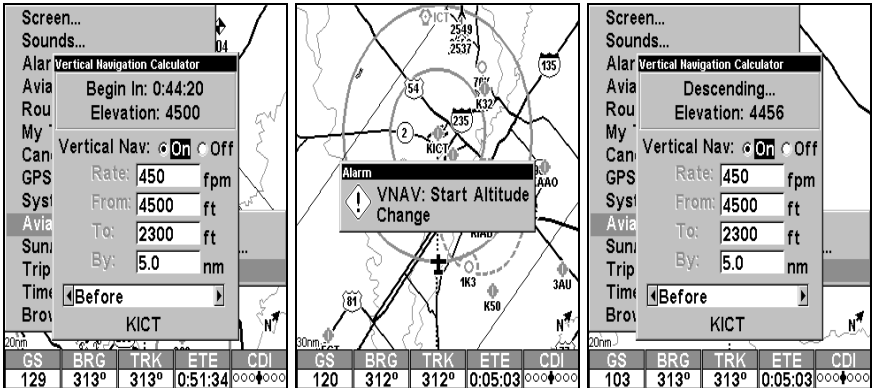 Screen...
Sounds...
Alar
Avia
Rou
My
Can
GPS
Syst
Avia
Suna
Trip
Time
Brov
04
Vertical Navigation Calculator
Begin In: 0:44:20
Elevation: 4500
Vertical Nav: On Off
Rate: 450 fpm
From: 4500 ft
To: 2300 ft
By: 5.0 nm
Before
KICT
20nm
N
GS BRG TRK ETE CDI
129 313º 313º 0:51:34
ICT
2549
2537
135
54
K32
235
2
KICT
Alarm
VNAV: Start Altitude
Change
AAO
1K3
3AU
K50
81
30nm
N
GS BRG TRK ETE CDI
120 312º 312º 0:05:03
Screen...
Sounds...
Alar
Avia
Rou
My
Can
GPS
Syst
Avia
Suna
Trip
Time
Brov
Vertical Navigation Calculator
Descending...
Elevation: 4456
Vertical Nav: On Off
Rate: 450 fpm
From: 4500 ft
To: 2300 ft
By: 5.0 nm
Before
KICT
20nm
N
GS BRG TRK ETE CDI
103 313º 313º 0:05:03